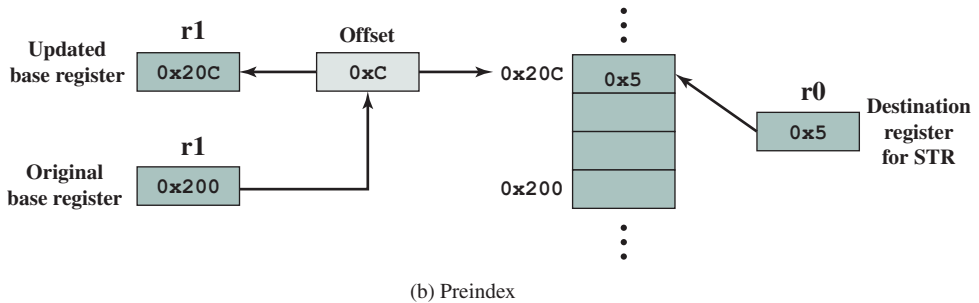 r1
Offset
Updated
base register
0x20C
0xC
0x20C
0x5
r0
Destination
register
for STR
0x5
r1
Original
base register
0x200
0x200
(b) Preindex